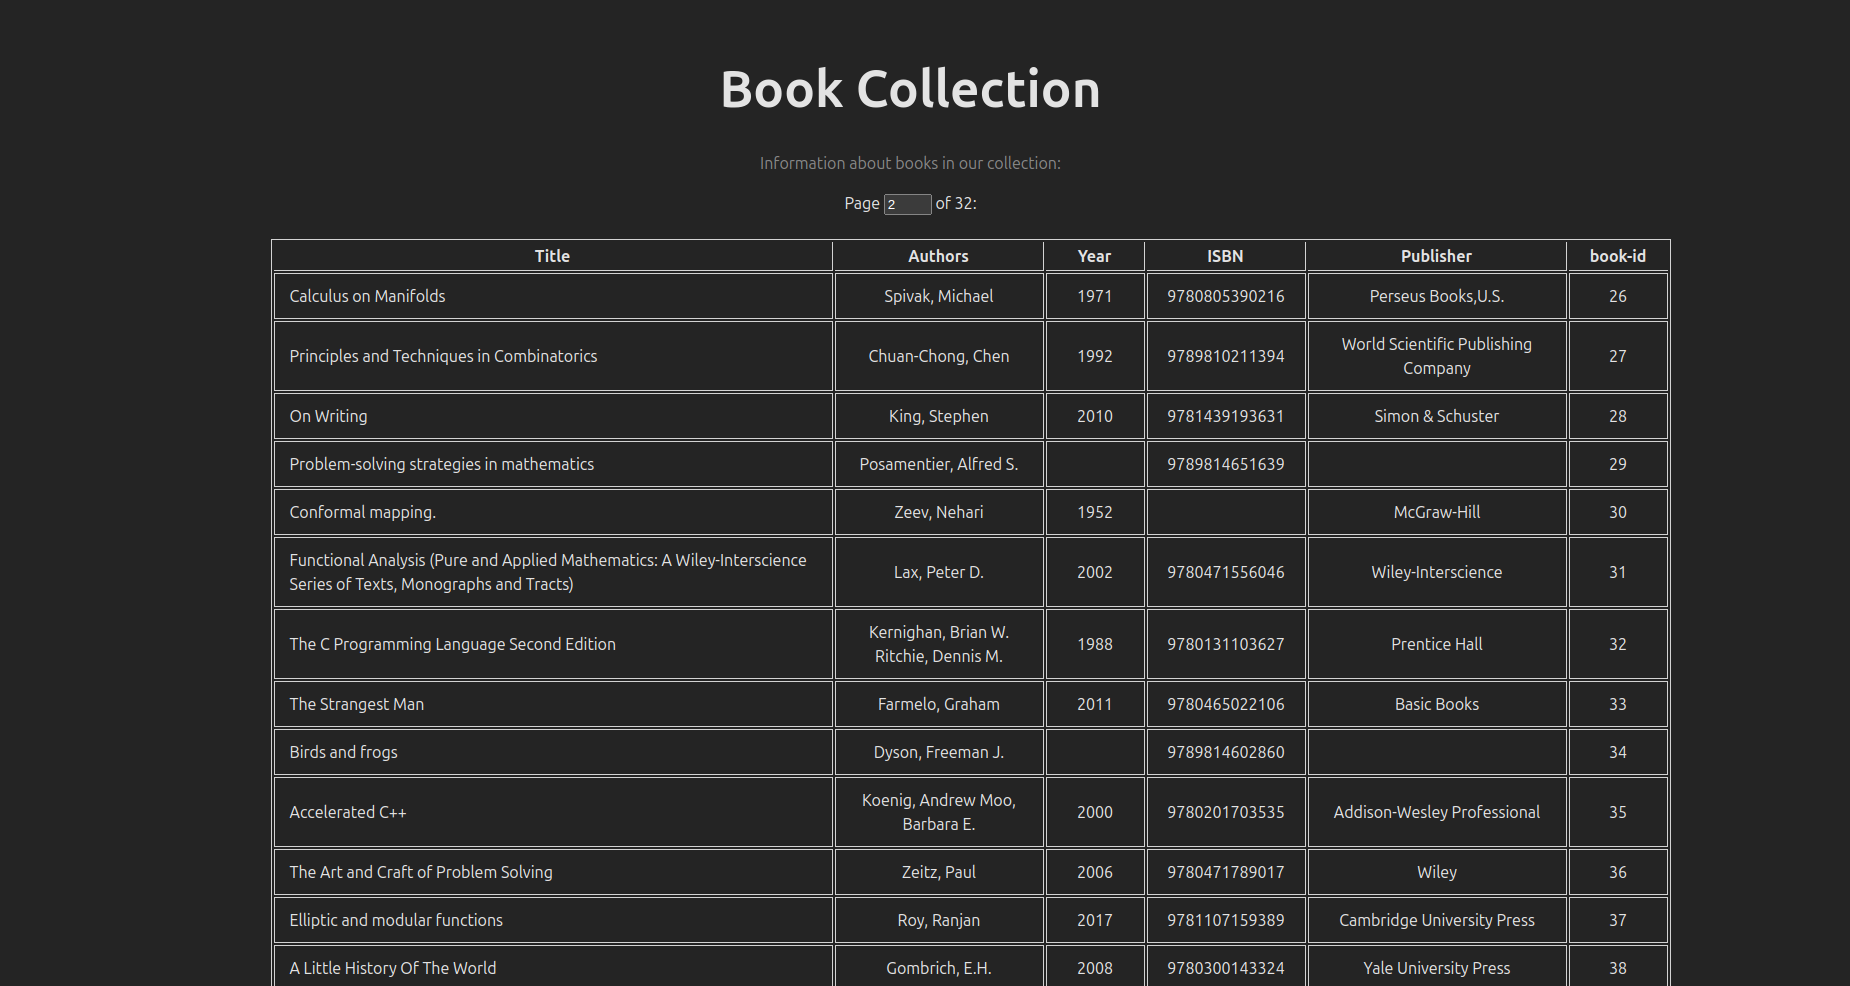 Book Collection
Information about books in our collection:
Page 2 of 32:
Title Authors Year ISBN Publisher book-id
Calculus on Manifolds Spivak, Michael 1971 9780805390216 Perseus Books,U.S. 26
Principles and Techniques in Combinatorics Chuan-Chong, Chen 1992 9789810211394 World Scientific Publishing
Company 27
On Writing King, Stephen 2010 9781439193631 Simon & Schuster 28
Problem-solving strategies in mathematics Posamentier, Alfred S. 9789814651639 29
Conformal mapping. Zeev, Nehari 1952 McGraw-Hill 30
Functional Analysis (Pure and Applied Mathematics: A Wiley-Interscience
Series of Texts, Monographs and Tracts) Lax, Peter D. 2002 9780471556046 Wiley-Interscience 31
The C Programming Language Second Edition Kernighan, Brian W.
Ritchie, Dennis M. 1988 9780131103627 Prentice Hall 32
The Strangest Man Farmelo, Graham 2011 9780465022106 Basic Books 33
Birds and frogs Dyson, Freeman J. 9789814602860 34
Accelerated C++ Koenig, Andrew Moo,
Barbara E. 2000 9780201703535 Addison-Wesley Professional 35
The Art and Craft of Problem Solving Zeitz, Paul 2006 9780471789017 Wiley 36
Elliptic and modular functions Roy, Ranjan 2017 9781107159389 Cambridge University Press 37
A Little History Of The World Gombrich, E.H. 2008 9780300143324 Yale University Press 38